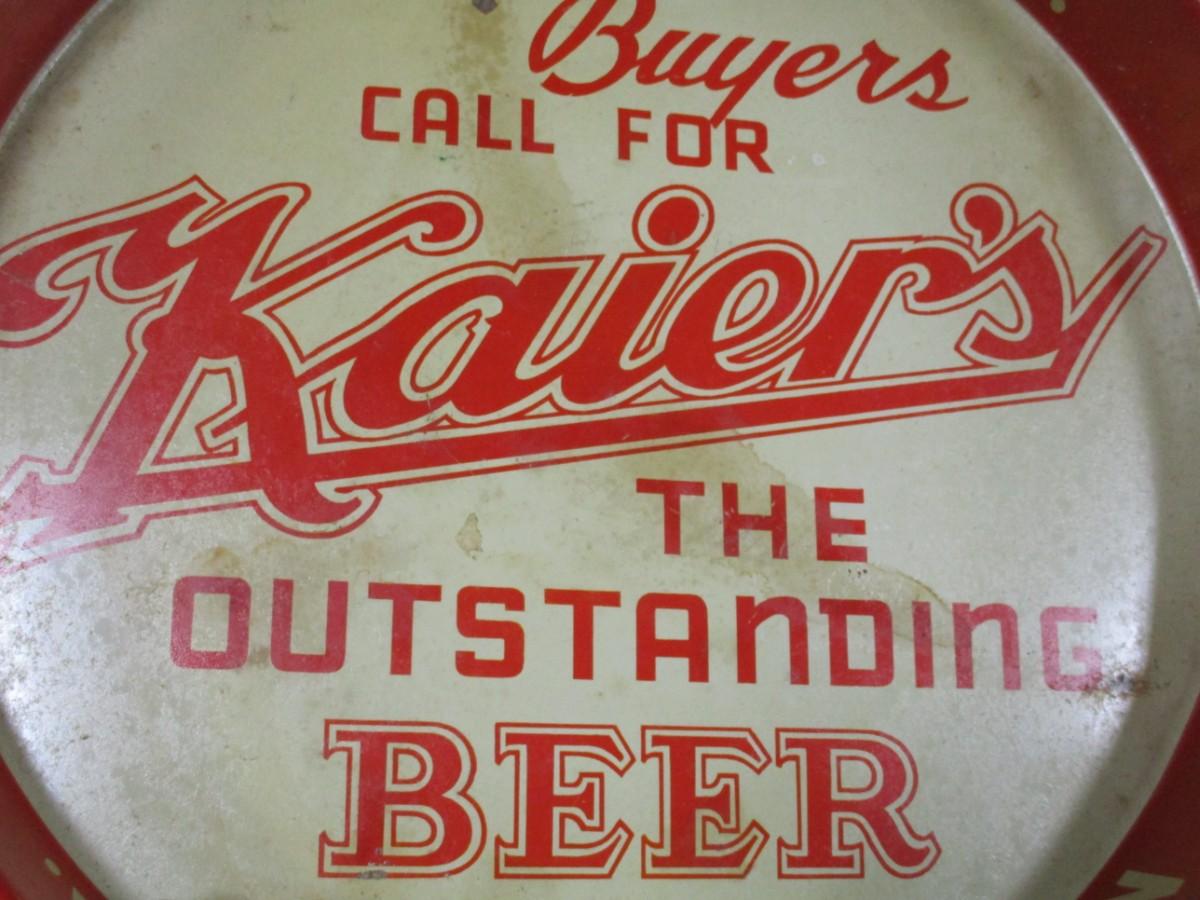 Buyers
CALL FOR
Kaier's
THE
OUTSTANDING
BEER